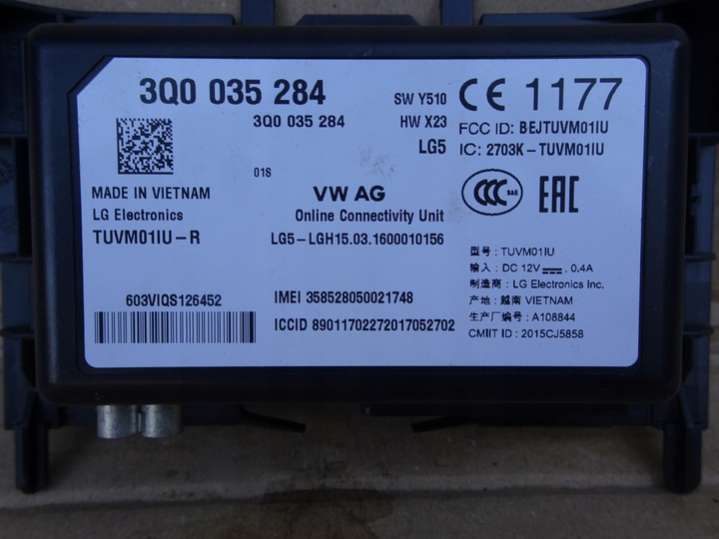 3Q0 035 284
3Q0 035 284
SW Y510
HW X23
LG5
CE 1177
FCC ID: BEJTUVM01IU
IC: 2703K-TUVM01IU
01S
MADE IN VIETNAM
LG Electronics
TUVM01IU-R
VW AG
Online Connectivity Unit
LG5-LGH15.03.1600010156
CCC EAC
603VIQS126452
IMEI 358528050021748
ICCID 89011702272017052702
型号: TUVM01IU
输入: DC 12V 0.4A
制造商: LG Electronics Inc.
产地: 越南 VIETNAM
生产厂编号: A108844
CMIIT ID: 2015CJ5858